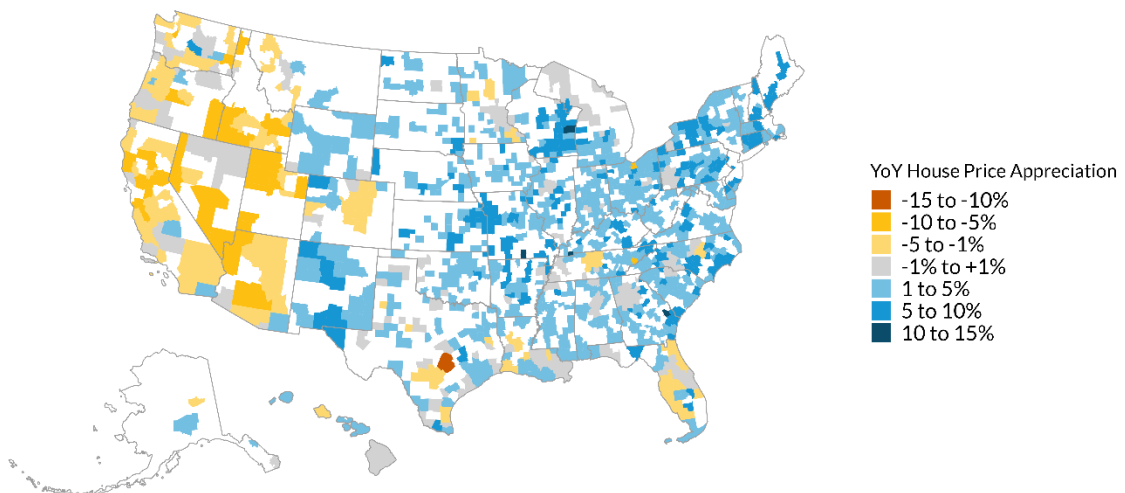 YoY House Price Appreciation
-15 to -10%
-10 to -5%
-5 to -1%
-1% to +1%
1 to 5%
5 to 10%
10 to 15%